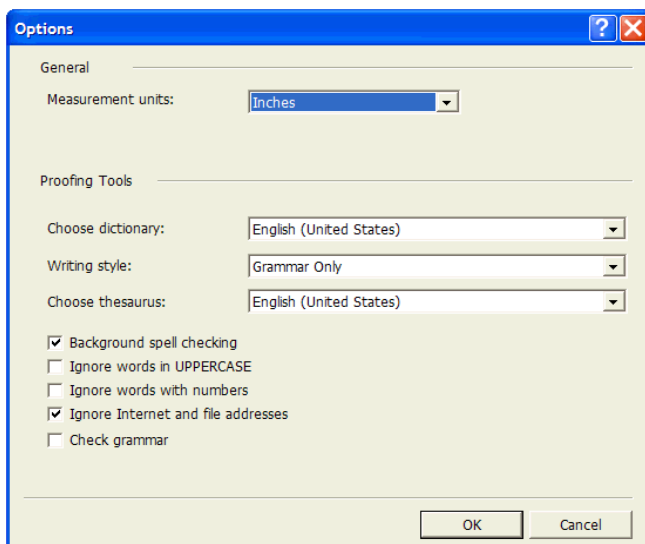 Options
General
Measurement units: Inches
Proofing Tools
Choose dictionary: English (United States)
Writing style: Grammar Only
Choose thesaurus: English (United States)
Background spell checking
Ignore words in UPPERCASE
Ignore words with numbers
Ignore Internet and file addresses
Check grammar
OK Cancel